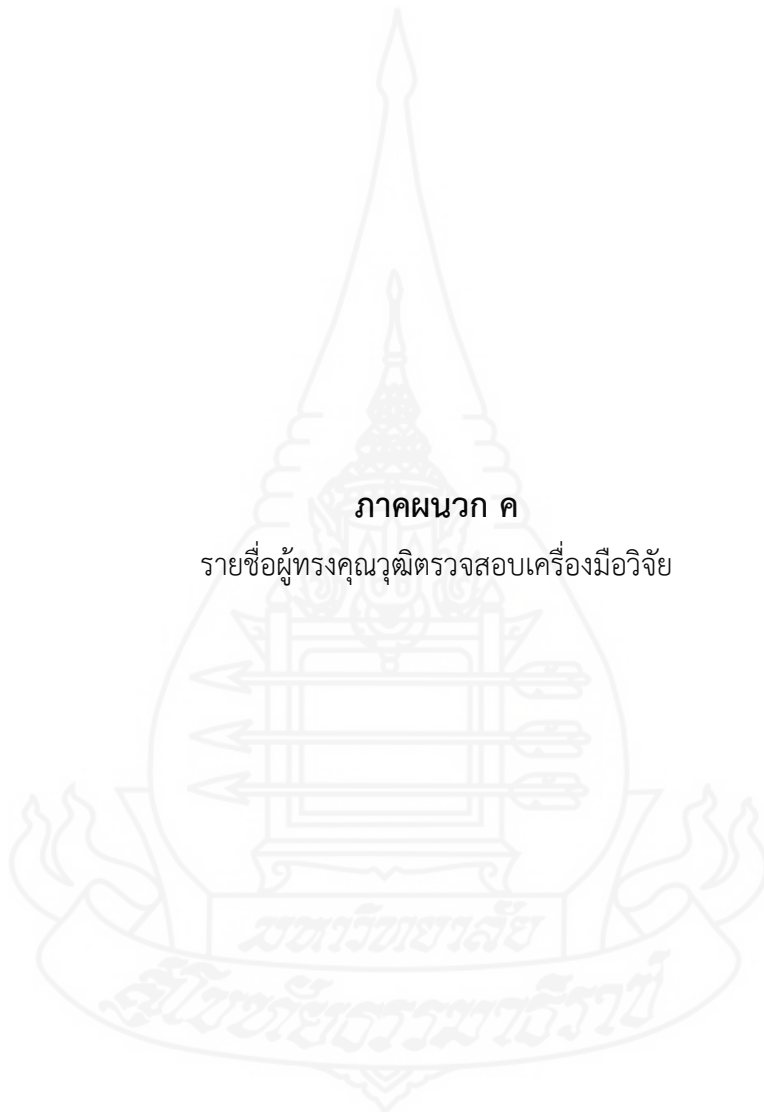 ภาคผนวก ค
รายชื่อผู้ทรงคุณวุฒิตรวจสอบเครื่องมือวิจัย
มหาวิทยาลัย
สุโขทัยธรรมาธิราช